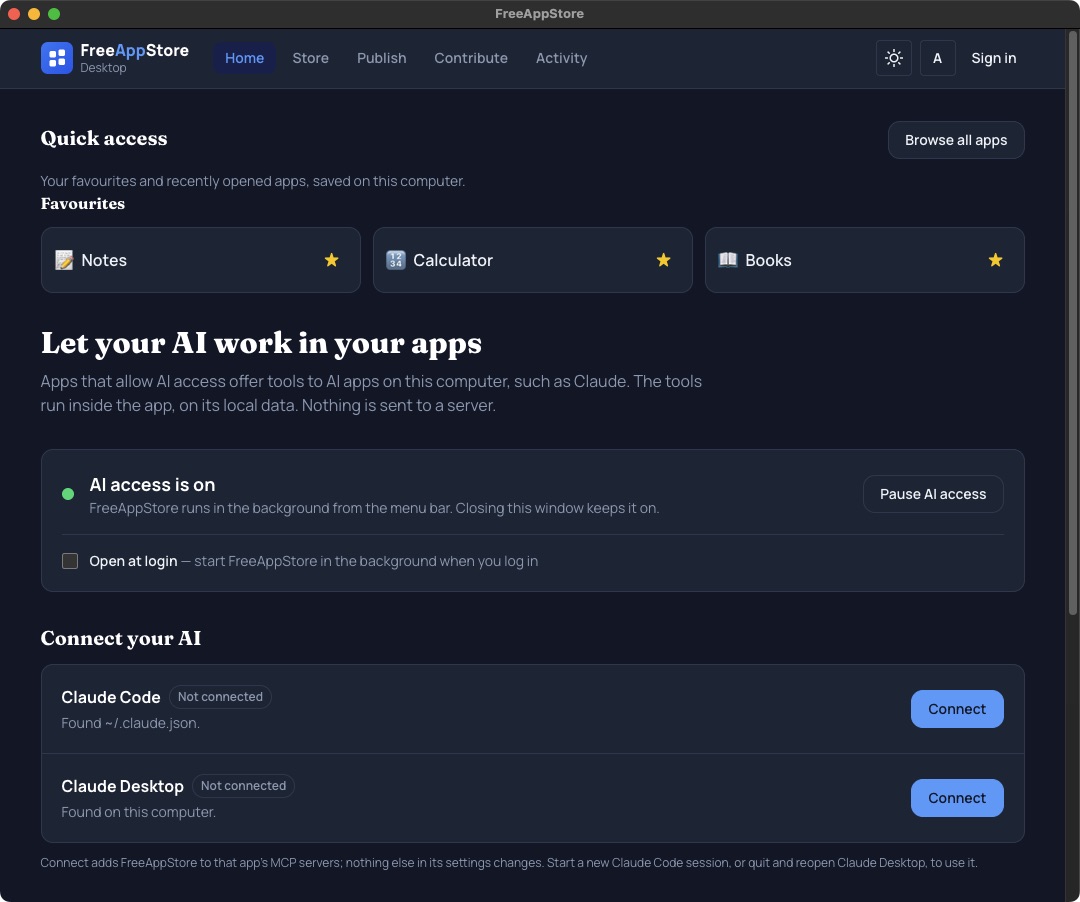 FreeAppStore
FreeAppStore
Desktop
Home
Store
Publish
Contribute
Activity
A
Sign in
Quick access
Browse all apps
Your favourites and recently opened apps, saved on this computer.
Favourites
Notes
1234
Calculator
Books
Let your AI work in your apps
Apps that allow AI access offer tools to AI apps on this computer, such as Claude. The tools
run inside the app, on its local data. Nothing is sent to a server.
AI access is on
FreeAppStore runs in the background from the menu bar. Closing this window keeps it on.
Pause AI access
Open at login — start FreeAppStore in the background when you log in
Connect your AI
Claude Code
Not connected
Found ~/.claude.json.
Connect
Claude Desktop
Not connected
Found on this computer.
Connect
Connect adds FreeAppStore to that app's MCP servers; nothing else in its settings changes. Start a new Claude Code session, or quit and reopen Claude Desktop, to use it.